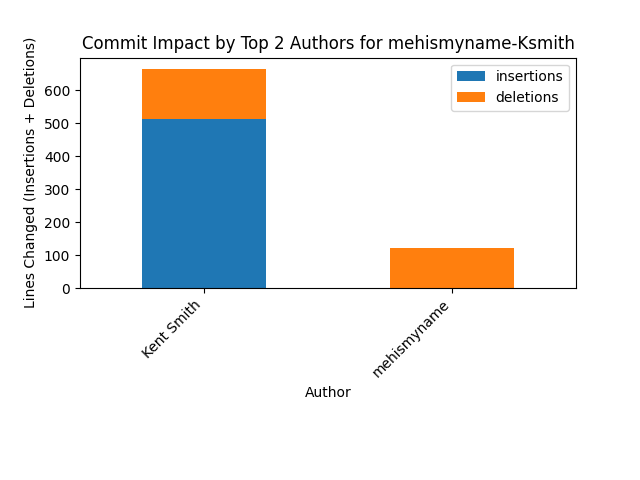 Commit Impact by Top 2 Authors for mehismyname-Ksmith
Lines Changed (Insertions + Deletions)
600
500
400
300
200
100
0
insertions
deletions
Kent Smith
mehismyname
Author